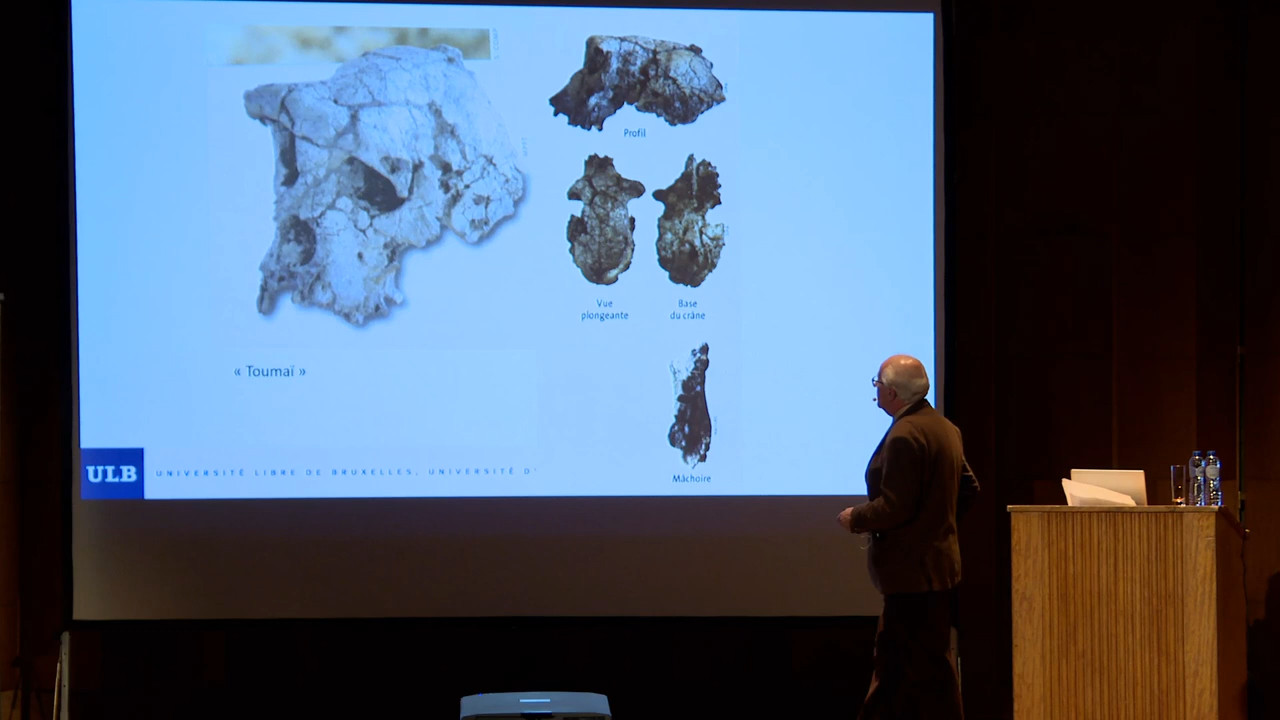 Profil
Vue
plongeante
Base
du crâne
« Toumaï »
ULB
UNIVERSITÉ LIBRE DE BRUXELLES, UNIVERSITÉ D'
Mâchoire